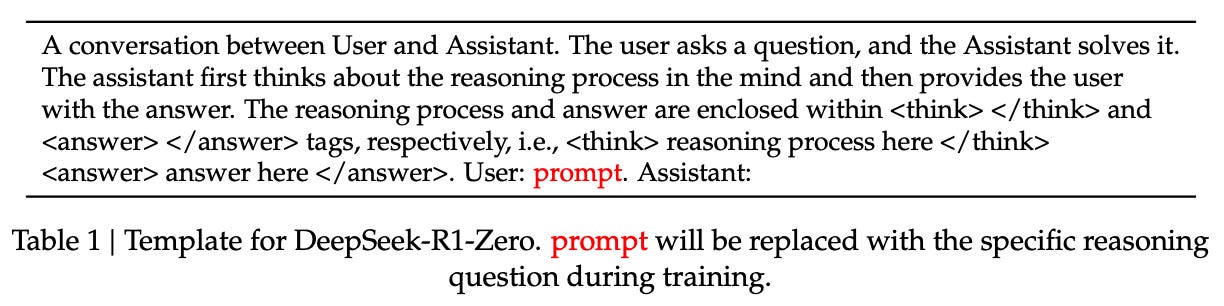 A conversation between User and Assistant. The user asks a question, and the Assistant solves it.
The assistant first thinks about the reasoning process in the mind and then provides the user
with the answer. The reasoning process and answer are enclosed within <think> </think> and
<answer> </answer> tags, respectively, i.e., <think> reasoning process here </think>
<answer> answer here </answer>. User: prompt. Assistant:
Table 1 | Template for DeepSeek-R1-Zero. prompt will be replaced with the specific reasoning
question during training.